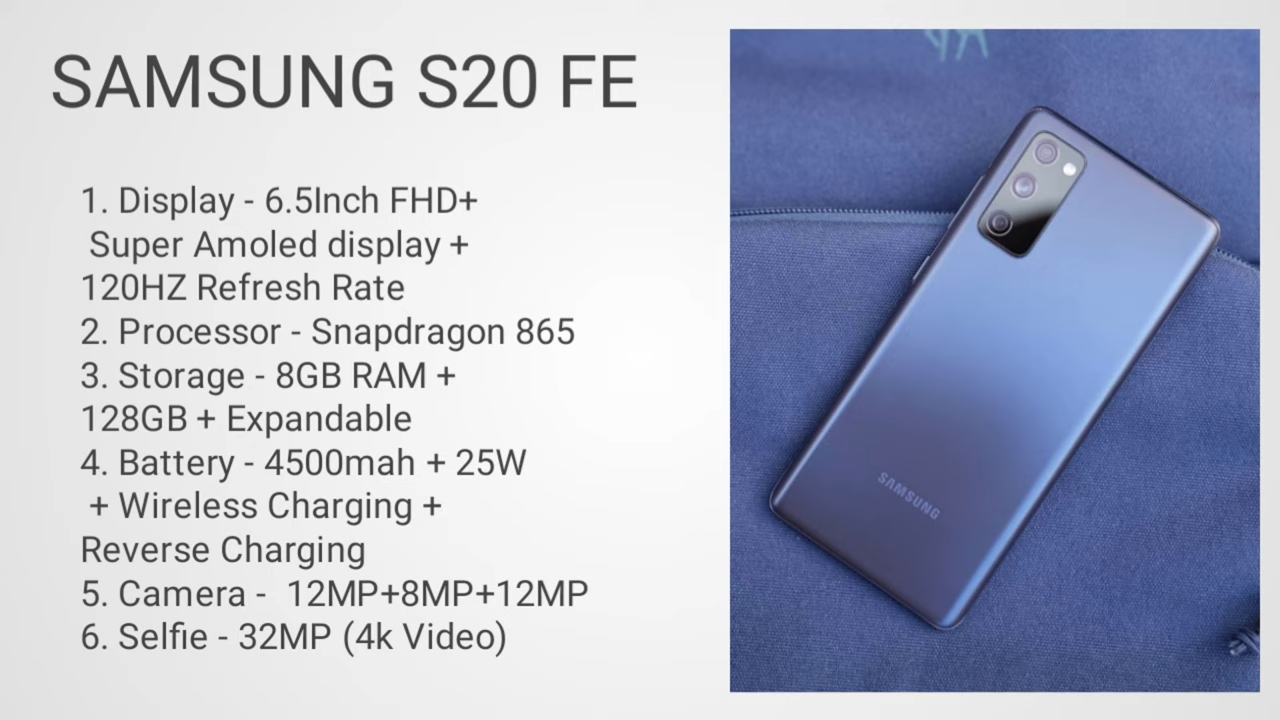 SAMSUNG S20 FE
1. Display - 6.5Inch FHD+
Super Amoled display +
120HZ Refresh Rate
2. Processor - Snapdragon 865
3. Storage - 8GB RAM +
128GB + Expandable
4. Battery - 4500mah + 25W
+ Wireless Charging +
Reverse Charging
5. Camera -  12MP+8MP+12MP
6. Selfie - 32MP (4k Video)
SAMSUNG